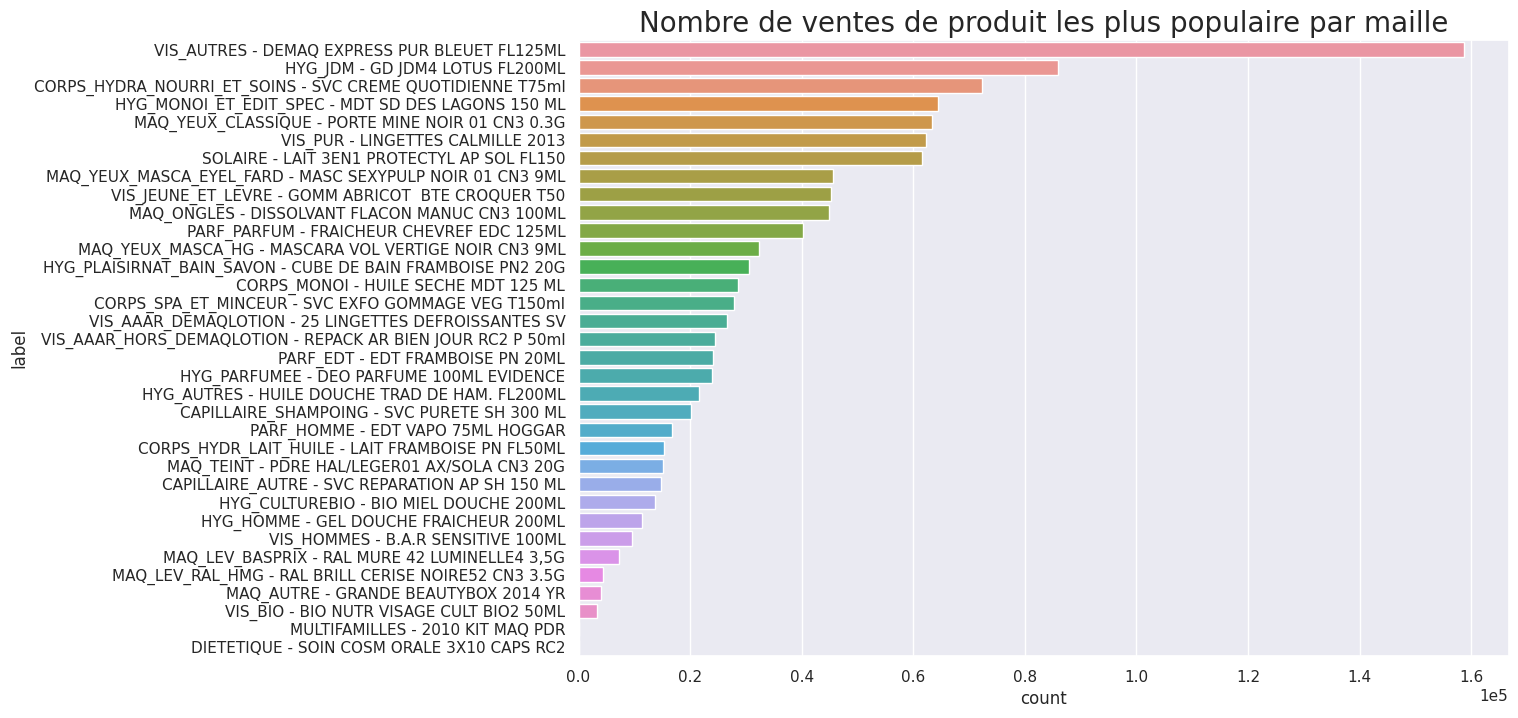 Nombre de ventes de produit les plus populaire par maille
VIS_AUTRES - DEMAQ EXPRESS PUR BLEUET FL125ML
HYG_JDM - GD JDM4 LOTUS FL200ML
CORPS_HYDRA_NOURRI_ET_SOINS - SVC CREME QUOTIDIENNE T75ml
HYG_MONOI_ET_EDIT_SPEC - MDT SD DES LAGONS 150 ML
MAQ_YEUX_CLASSIQUE - PORTE MINE NOIR 01 CN3 0.3G
VIS_PUR - LINGETTES CALMILLE 2013
SOLAIRE - LAIT 3EN1 PROTECTYL AP SOL FL150
MAQ_YEUX_MASCA_EYEL_FARD - MASC SEXYPULP NOIR 01 CN3 9ML
VIS_JEUNE_ET_LEVRE - GOMM ABRICOT  BTE CROQUER T50
MAQ_ONGLES - DISSOLVANT FLACON MANUC CN3 100ML
PARF_PARFUM - FRAICHEUR CHEVREF EDC 125ML
MAQ_YEUX_MASCA_HG - MASCARA VOL VERTIGE NOIR CN3 9ML
HYG_PLAISIRNAT_BAIN_SAVON - CUBE DE BAIN FRAMBOISE PN2 20G
CORPS_MONOI - HUILE SECHE MDT 125 ML
CORPS_SPA_ET_MINCEUR - SVC EXFO GOMMAGE VEG T150ml
VIS_AAAR_DEMAQLOTION - 25 LINGETTES DEFROISSANTES SV
VIS_AAAR_HORS_DEMAQLOTION - REPACK AR BIEN JOUR RC2 P 50ml
PARF_EDT - EDT FRAMBOISE PN 20ML
HYG_PARFUMEE - DEO PARFUME 100ML EVIDENCE
HYG_AUTRES - HUILE DOUCHE TRAD DE HAM. FL200ML
CAPILLAIRE_SHAMPOING - SVC PURETE SH 300 ML
PARF_HOMME - EDT VAPO 75ML HOGGAR
CORPS_HYDR_LAIT_HUILE - LAIT FRAMBOISE PN FL50ML
MAQ_TEINT - PDRE HAL/LEGER01 AX/SOLA CN3 20G
CAPILLAIRE_AUTRE - SVC REPARATION AP SH 150 ML
HYG_CULTUREBIO - BIO MIEL DOUCHE 200ML
HYG_HOMME - GEL DOUCHE FRAICHEUR 200ML
VIS_HOMMES - B.A.R SENSITIVE 100ML
MAQ_LEV_BASPRIX - RAL MURE 42 LUMINELLE4 3,5G
MAQ_LEV_RAL_HMG - RAL BRILL CERISE NOIRE52 CN3 3.5G
MAQ_AUTRE - GRANDE BEAUTYBOX 2014 YR
VIS_BIO - BIO NUTR VISAGE CULT BIO2 50ML
MULTIFAMILLES - 2010 KIT MAQ PDR
DIETETIQUE - SOIN COSM ORALE 3X10 CAPS RC2
label
0.0 0.2 0.4 0.6 0.8 1.0 1.2 1.4 1.6
1e5
count